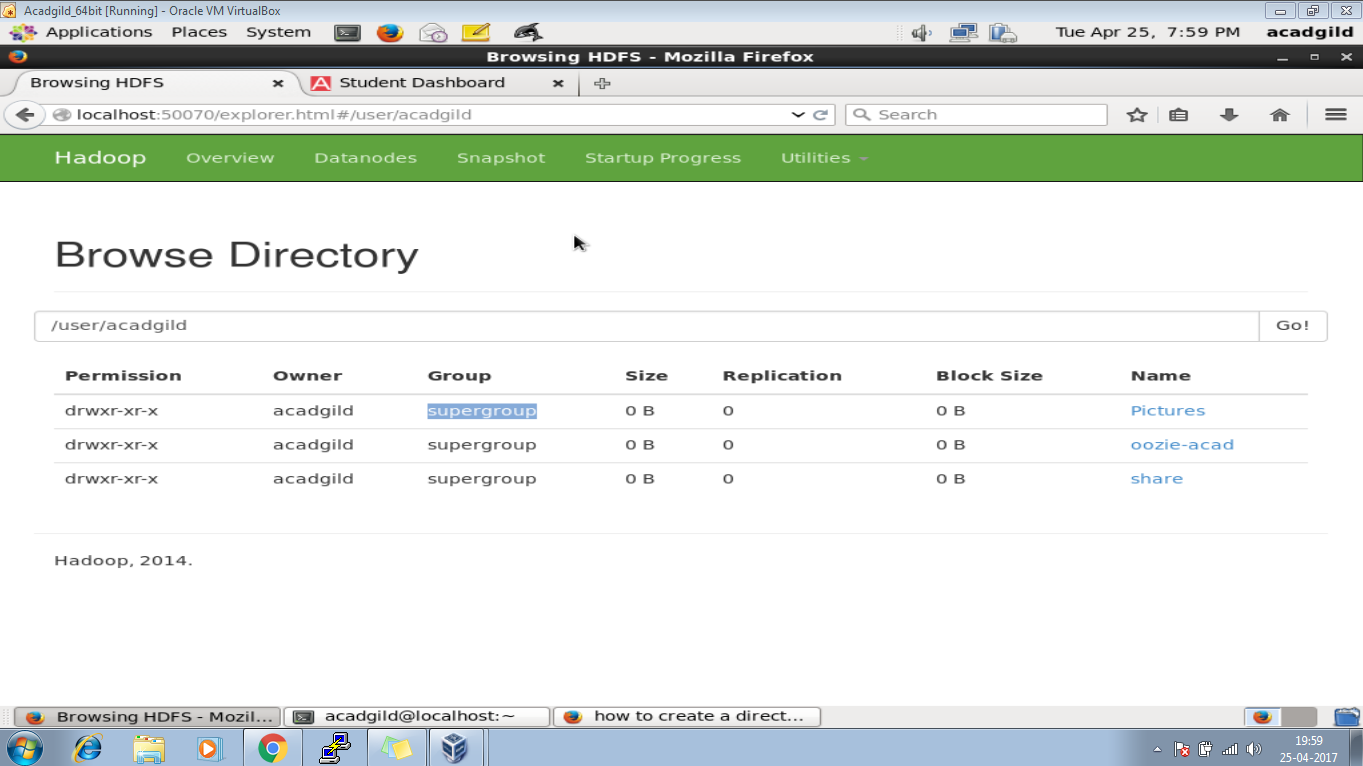 Acadgild_64bit [Running] - Oracle VM VirtualBox
Applications Places System Tue Apr 25, 7:59 PM acadgild
Browsing HDFS - Mozilla Firefox
Browsing HDFS Student Dashboard
localhost:50070/explorer.html#/user/acadgild Search
Hadoop Overview Datanodes Snapshot Startup Progress Utilities
Browse Directory
/user/acadgild Go!
Permission Owner Group Size Replication Block Size Name
drwxr-xr-x acadgild supergroup 0 B 0 0 B Pictures
drwxr-xr-x acadgild supergroup 0 B 0 0 B oozie-acad
drwxr-xr-x acadgild supergroup 0 B 0 0 B share
Hadoop, 2014.
Browsing HDFS - Mozil... acadgild@localhost:~ how to create a direct...
19:59
25-04-2017